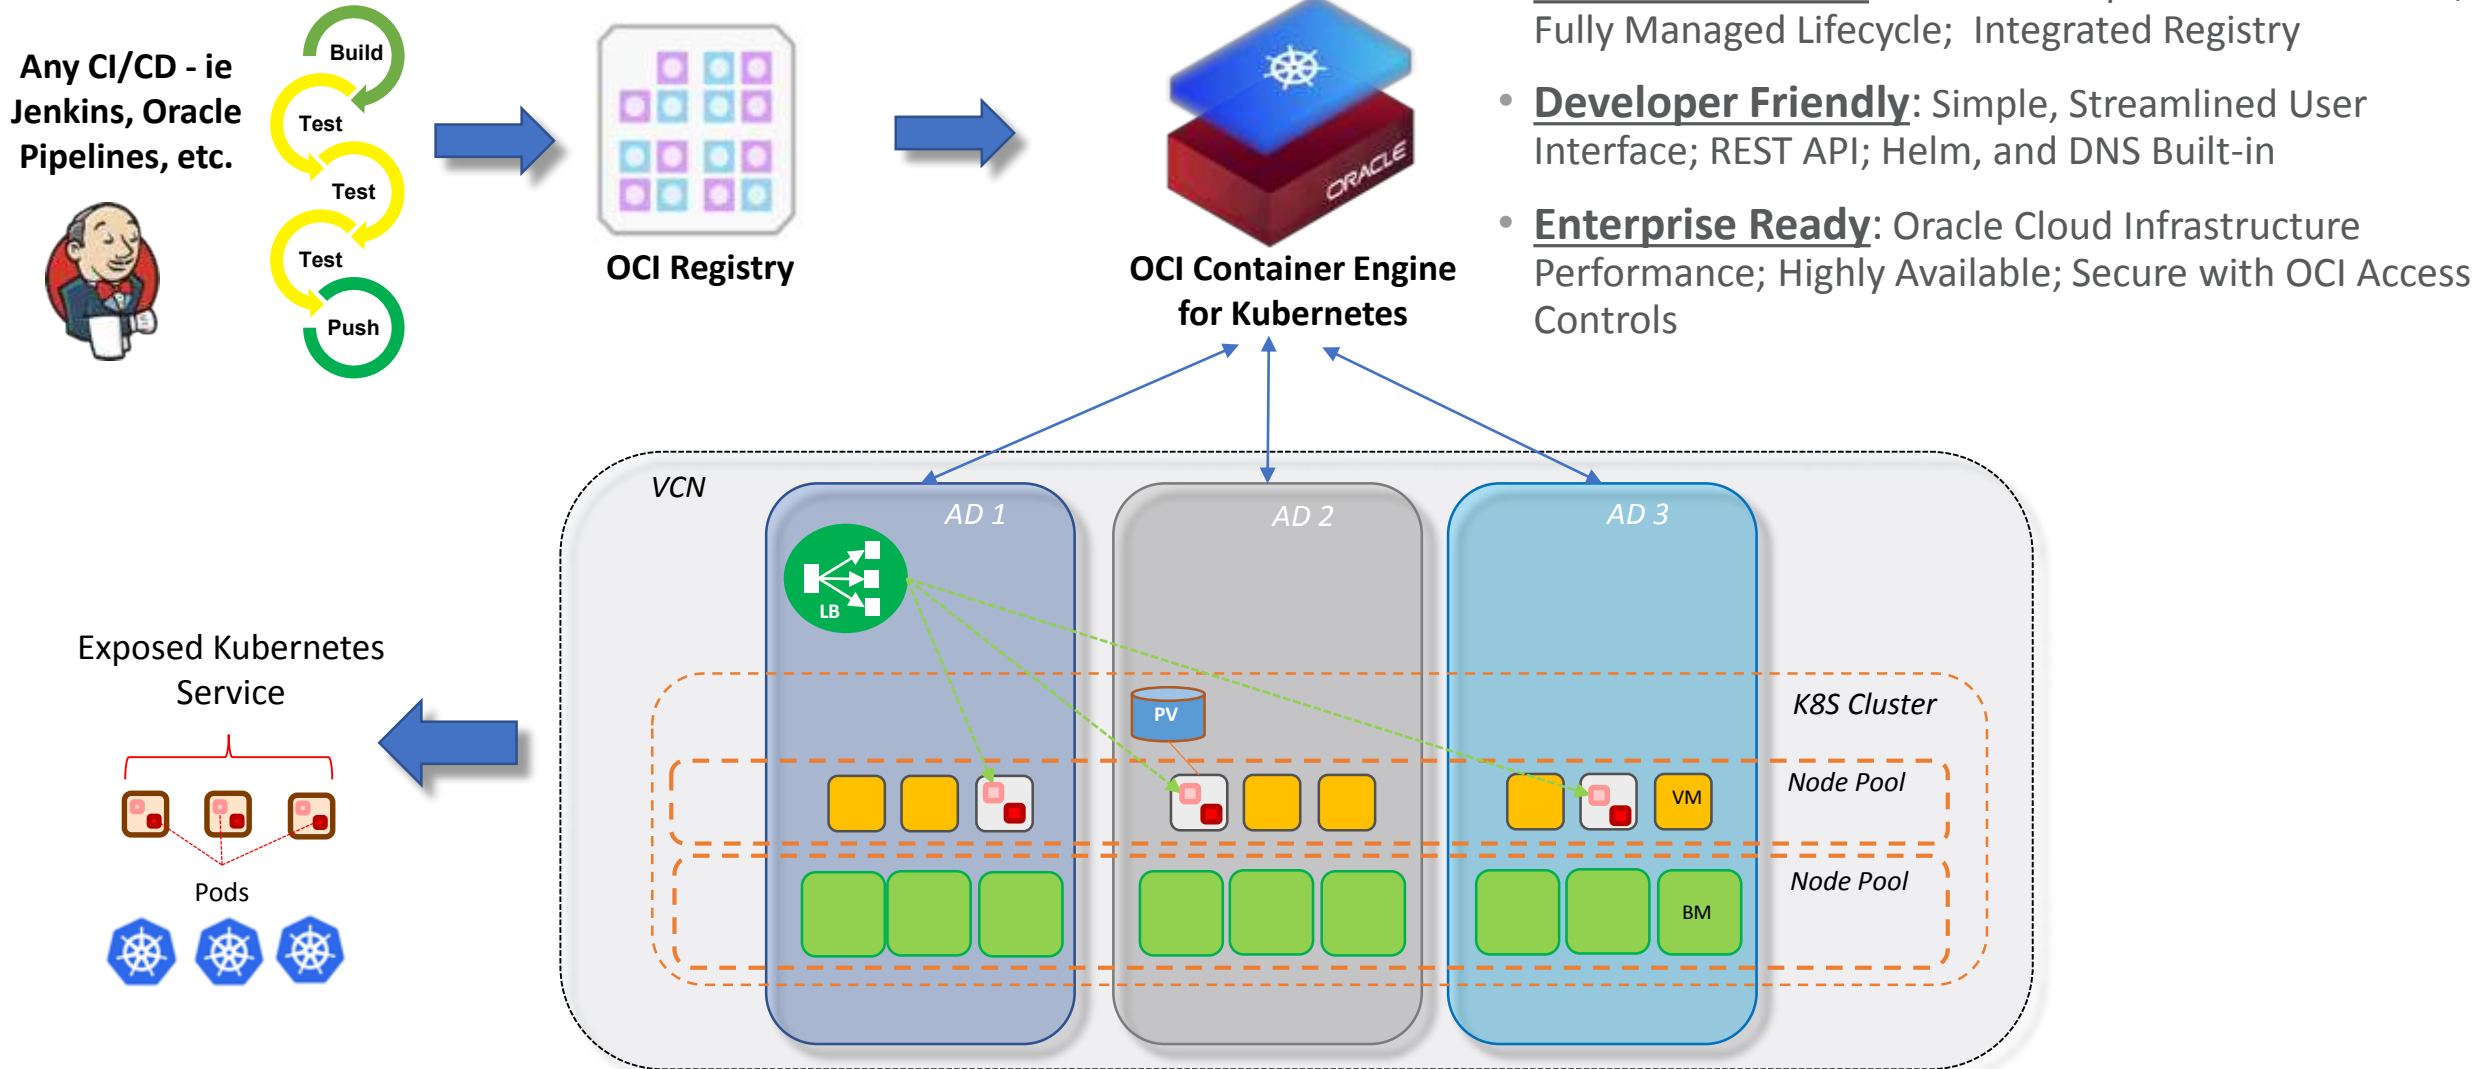 Any CI/CD - ie
Jenkins, Oracle
Pipelines, etc.
Build
Test
Test
Test
Push
OCI Registry
ORACLE
OCI Container Engine
for Kubernetes
Fully Managed Lifecycle; Integrated Registry
• Developer Friendly: Simple, Streamlined User
Interface; REST API; Helm, and DNS Built-in
• Enterprise Ready: Oracle Cloud Infrastructure
Performance; Highly Available; Secure with OCI Access
Controls
VCN
AD 1
AD 2
AD 3
LB
Exposed Kubernetes
Service
PV
K8S Cluster
Node Pool
VM
Node Pool
BM
Pods